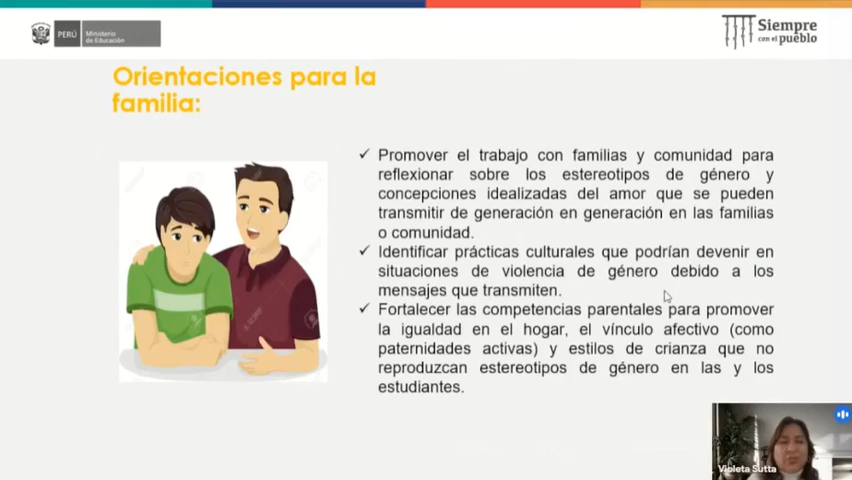 PERÚ
Ministerio
de Educación
Siempre
con el pueblo
Orientaciones para la
familia:
✓ Promover el trabajo con familias y comunidad para
reflexionar sobre los estereotipos de género y
concepciones idealizadas del amor que se pueden
transmitir de generación en generación en las familias
o comunidad.
✓ Identificar prácticas culturales que podrían devenir en
situaciones de violencia de género debido a los
mensajes que transmiten.
✓ Fortalecer las competencias parentales para promover
la igualdad en el hogar, el vínculo afectivo (como
paternidades activas) y estilos de crianza que no
reproduzcan estereotipos de género en las y los
estudiantes.
Violeta Sutta